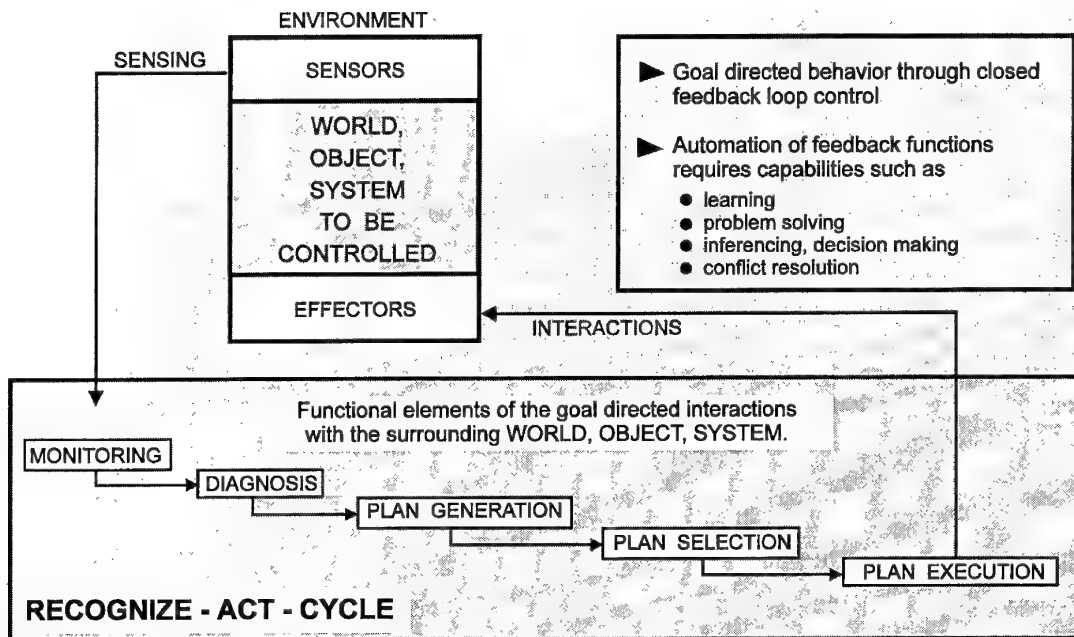 ENVIRONMENT
SENSING
SENSORS
WORLD,
OBJECT,
SYSTEM
TO BE
CONTROLLED
EFFECTORS
► Goal directed behavior through closed
feedback loop control
► Automation of feedback functions
requires capabilities such as
● learning
● problem solving
● inferencing, decision making
● conflict resolution
INTERACTIONS
Functional elements of the goal directed interactions
with the surrounding WORLD, OBJECT, SYSTEM.
MONITORING
DIAGNOSIS
PLAN GENERATION
PLAN SELECTION
PLAN EXECUTION
RECOGNIZE - ACT - CYCLE